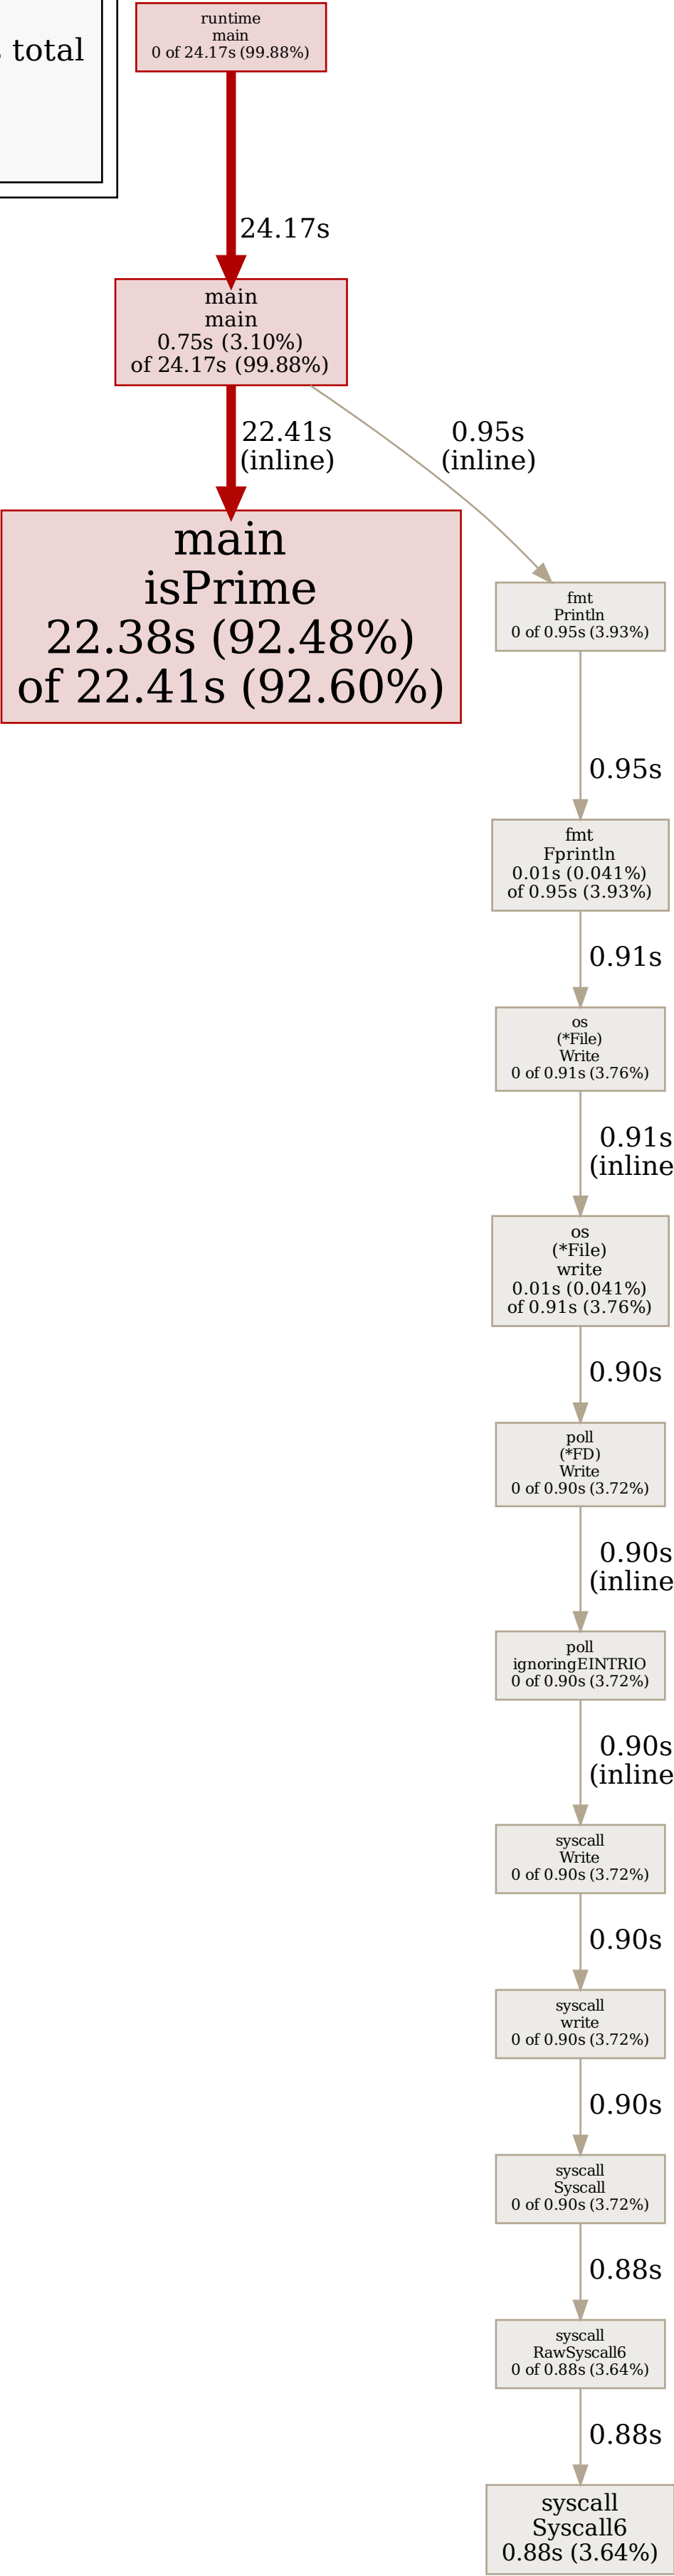 total
runtime
main
0 of 24.17s (99.88%)
24.17s
main
main
0.75s (3.10%)
of 24.17s (99.88%)
22.41s
(inline)
0.95s
(inline)
main
isPrime
22.38s (92.48%)
of 22.41s (92.60%)
fmt
Println
0 of 0.95s (3.93%)
0.95s
fmt
Fprintln
0.01s (0.041%)
of 0.95s (3.93%)
0.91s
os
(*File)
Write
0 of 0.91s (3.76%)
0.91s
(inline
os
(*File)
write
0.01s (0.041%)
of 0.91s (3.76%)
0.90s
poll
(*FD)
Write
0 of 0.90s (3.72%)
0.90s
(inline
poll
ignoringEINTRIO
0 of 0.90s (3.72%)
0.90s
(inline
syscall
Write
0 of 0.90s (3.72%)
0.90s
syscall
write
0 of 0.90s (3.72%)
0.90s
syscall
Syscall
0 of 0.90s (3.72%)
0.88s
syscall
RawSyscall6
0 of 0.88s (3.64%)
0.88s
syscall
Syscall6
0.88s (3.64%)